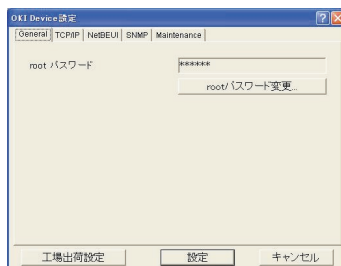 OKI Device設定
General TCP/IP NetBEUI SNMP Maintenance
root パスワード ******
rootパスワード変更...
工場出荷設定 設定 キャンセル